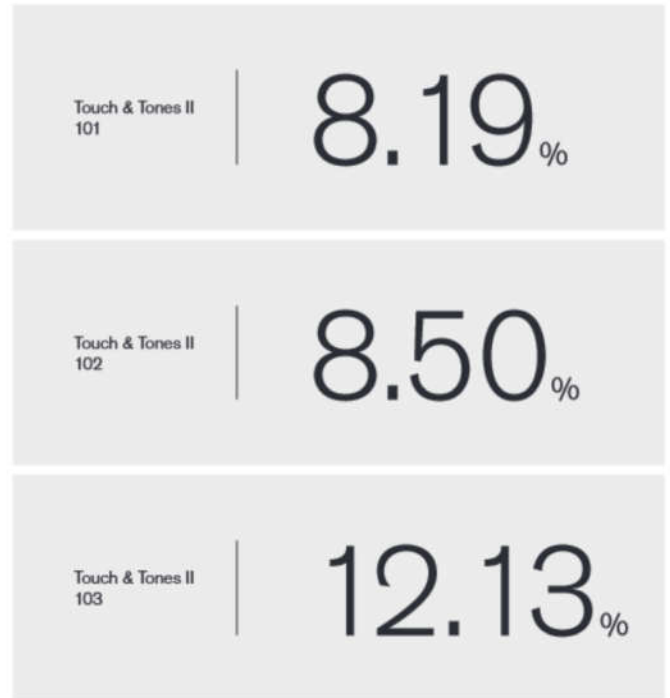 Touch & Tones II
101
8.19%
Touch & Tones II
102
8.50%
Touch & Tones II
103
12.13%